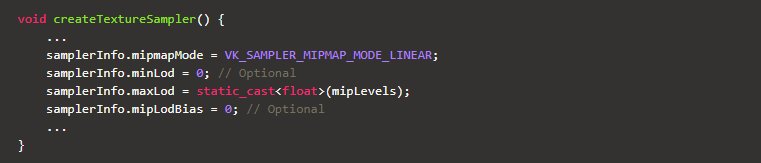 void createTextureSampler() {
    ...
    samplerInfo.mipmapMode = VK_SAMPLER_MIPMAP_MODE_LINEAR;
    samplerInfo.minLod = 0; // Optional
    samplerInfo.maxLod = static_cast<float>(mipLevels);
    samplerInfo.mipLodBias = 0; // Optional
    ...
}